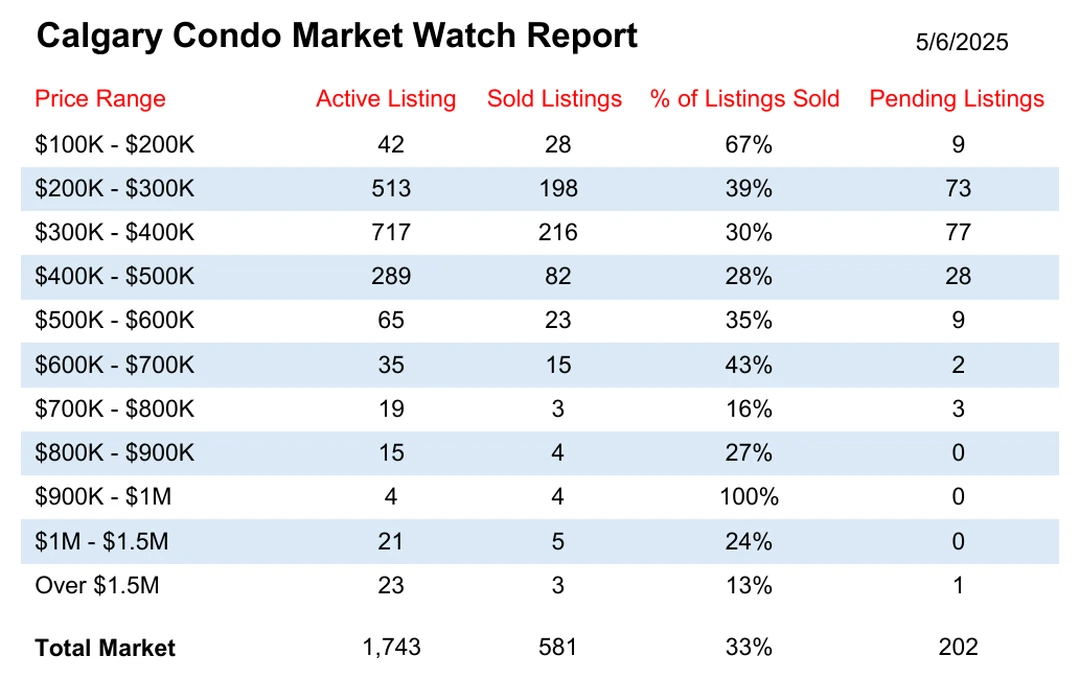 Calgary Condo Market Watch Report 5/6/2025
Price Range Active Listing Sold Listings % of Listings Sold Pending Listings
$100K - $200K 42 28 67% 9
$200K - $300K 513 198 39% 73
$300K - $400K 717 216 30% 77
$400K - $500K 289 82 28% 28
$500K - $600K 65 23 35% 9
$600K - $700K 35 15 43% 2
$700K - $800K 19 3 16% 3
$800K - $900K 15 4 27% 0
$900K - $1M 4 4 100% 0
$1M - $1.5M 21 5 24% 0
Over $1.5M 23 3 13% 1
Total Market 1,743 581 33% 202